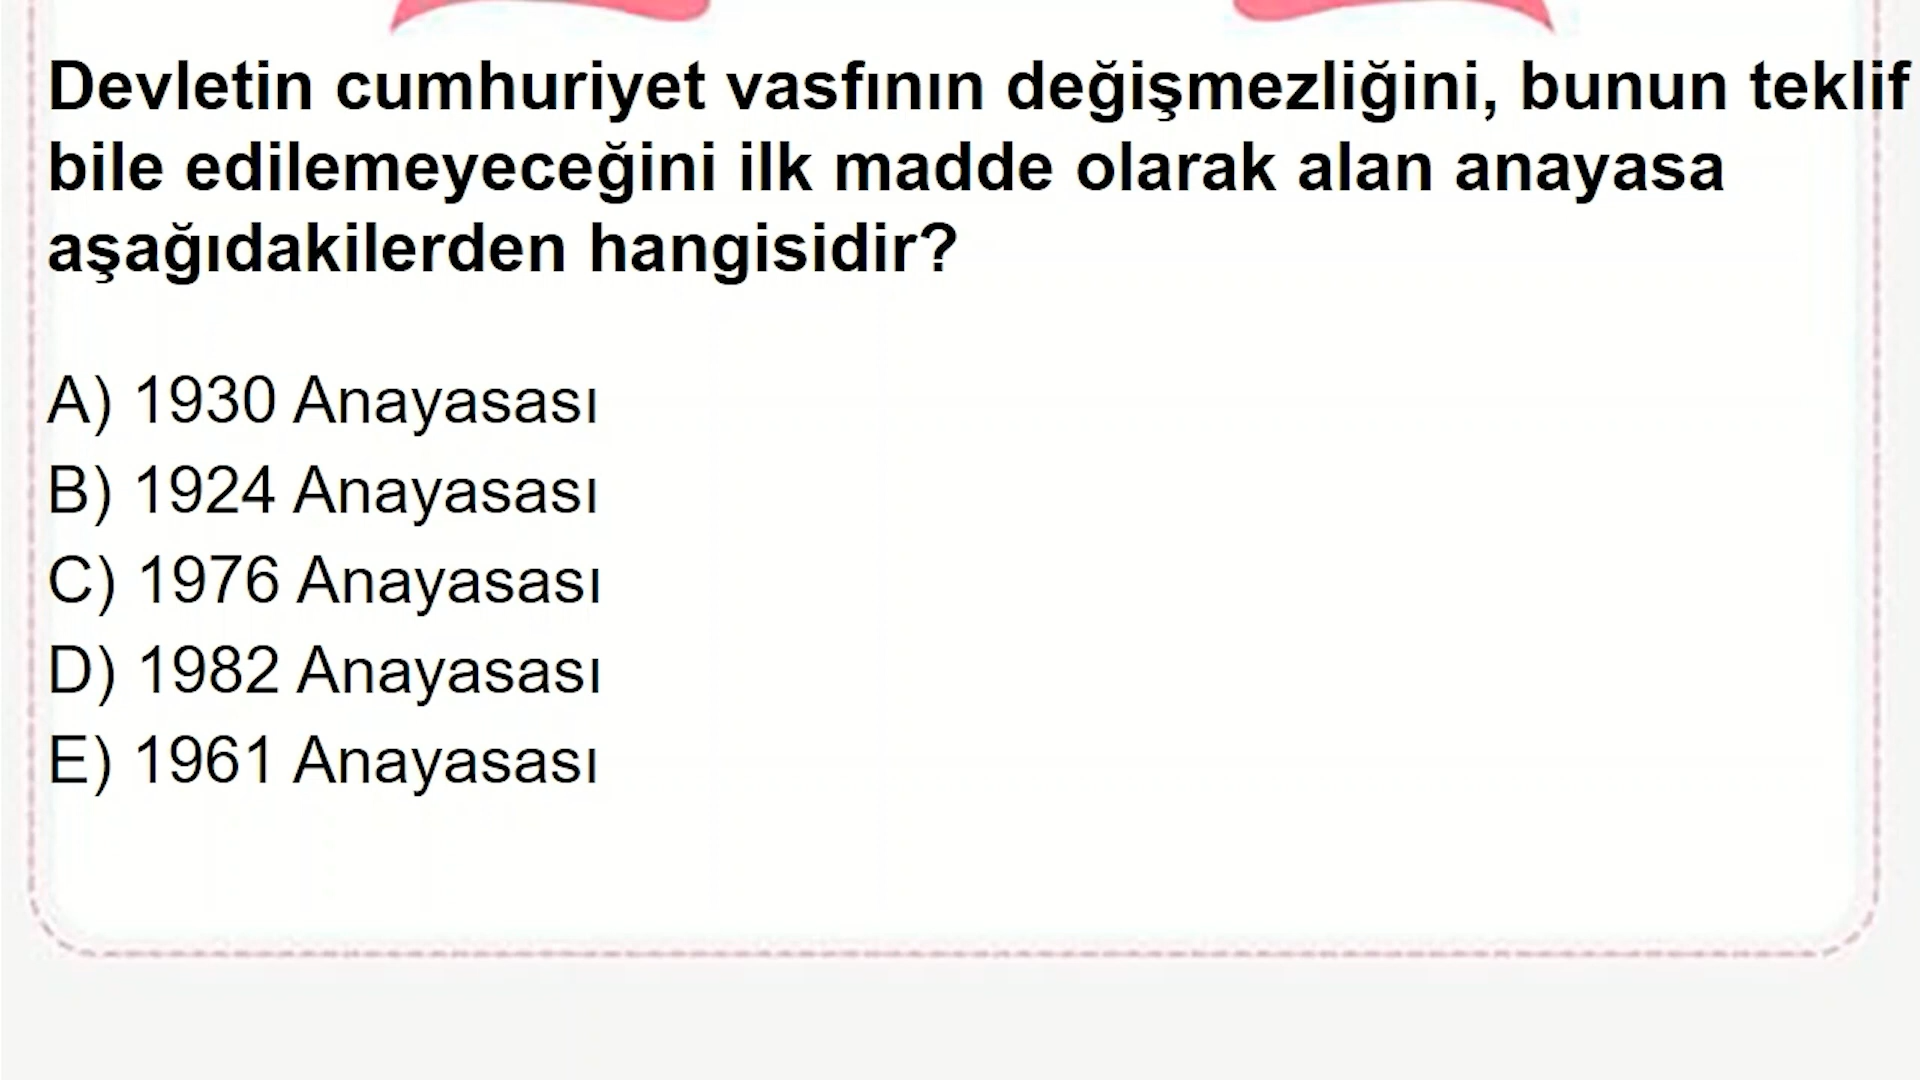 Devletin cumhuriyet vasfının değişmezliğini, bunun teklif
bile edilemeyeceğini ilk madde olarak alan anayasa
aşağıdakilerden hangisidir?
A) 1930 Anayasası
B) 1924 Anayasası
C) 1976 Anayasası
D) 1982 Anayasası
E) 1961 Anayasası